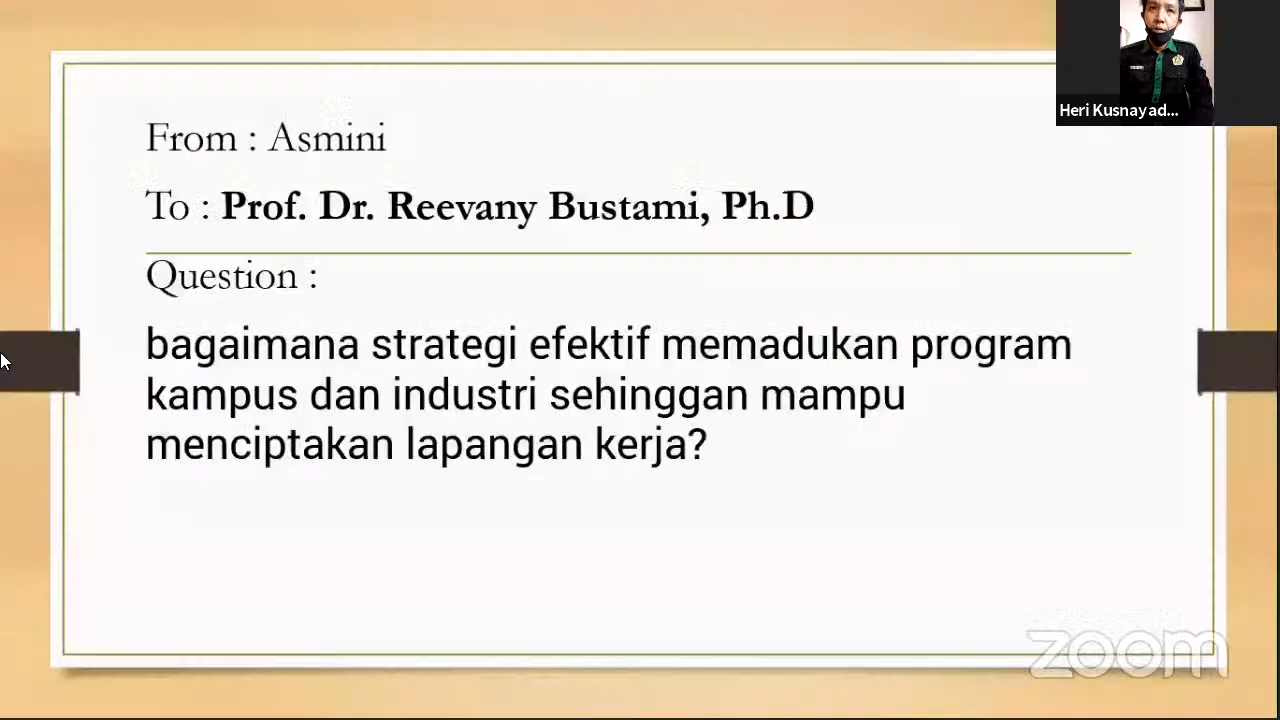 Heri Kusnayad...
From : Asmini
To : Prof. Dr. Reevany Bustami, Ph.D
Question :
bagaimana strategi efektif memadukan program
kampus dan industri sehinggan mampu
menciptakan lapangan kerja?
zoom